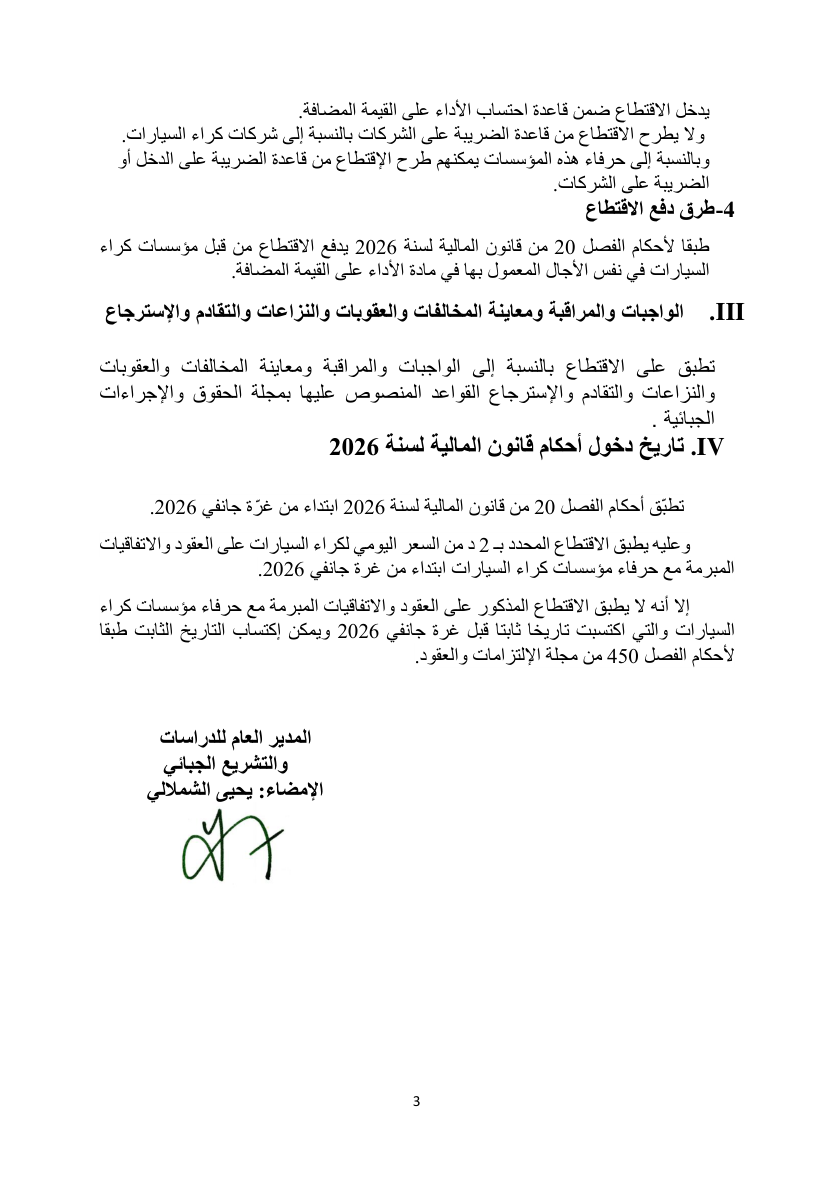 يدخل الاقتطاع ضمن قاعدة احتساب الأداء على القيمة المضافة.
ولا يطرح الاقتطاع من قاعدة الضريبة على الشركات بالنسبة إلى شركات كراء السيارات.
وبالنسبة إلى حرفاء هذه المؤسسات يمكنهم طرح الإقتطاع من قاعدة الضريبة على الدخل أو
الضريبة على الشركات.
4-طرق دفع الاقتطاع
طبقا لأحكام الفصل 20 من قانون المالية لسنة 2026 يدفع الاقتطاع من قبل مؤسسات كراء
السيارات في نفس الأجال المعمول بها في مادة الأداء على القيمة المضافة.
III. الواجبات والمراقبة ومعاينة المخالفات والعقوبات والنزاعات والتقادم والإسترجاع
تطبق على الاقتطاع بالنسبة إلى الواجبات والمراقبة ومعاينة المخالفات والعقوبات
والنزاعات والتقادم والإسترجاع القواعد المنصوص عليها بمجلة الحقوق والإجراءات
الجبائية .
IV. تاريخ دخول أحكام قانون المالية لسنة 2026
تطبّق أحكام الفصل 20 من قانون المالية لسنة 2026 ابتداء من غرّة جانفي 2026.
وعليه يطبق الاقتطاع المحدد بـ 2 د من السعر اليومي لكراء السيارات على العقود والاتفاقيات
المبرمة مع حرفاء مؤسسات كراء السيارات ابتداء من غرة جانفي 2026.
إلا أنه لا يطبق الاقتطاع المذكور على العقود والاتفاقيات المبرمة مع حرفاء مؤسسات كراء
السيارات والتي اكتسبت تاريخا ثابتا قبل غرة جانفي 2026 ويمكن إكتساب التاريخ الثابت طبقا
لأحكام الفصل 450 من مجلة الإلتزامات والعقود.
المدير العام للدراسات
والتشريع الجبائي
الإمضاء: يحيى الشملالي
3